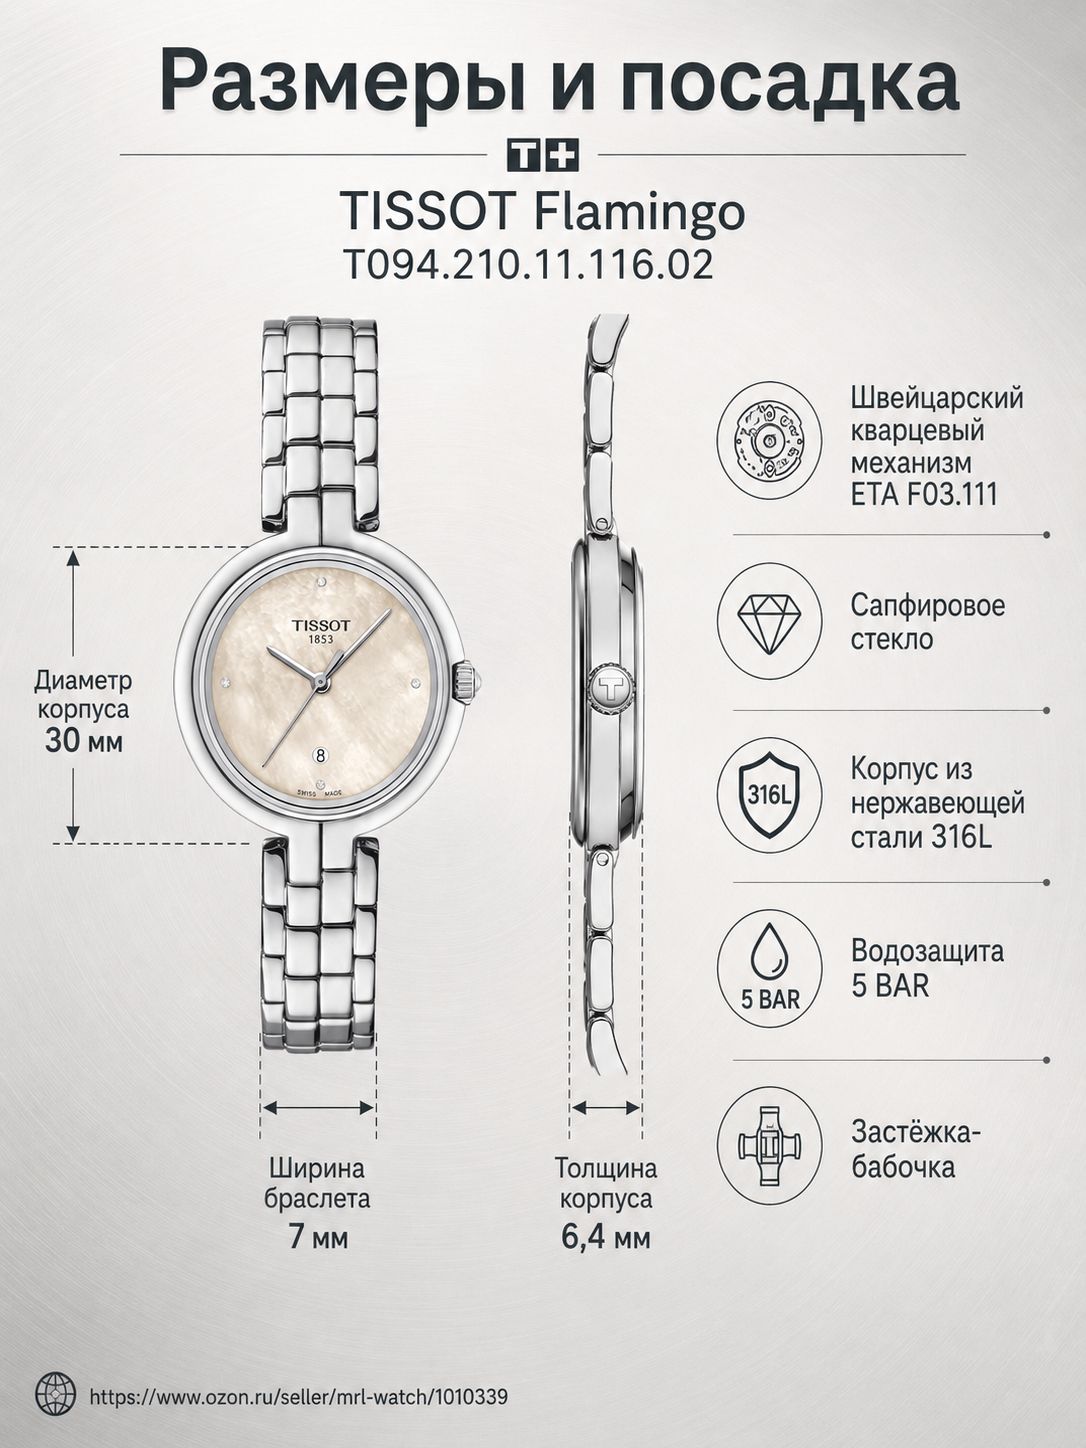 Размеры и посадка
T+
TISSOT Flamingo
T094.210.11.116.02
Швейцарский
кварцевый
механизм
ETA F03.111
Сапфировое
стекло
316L
Корпус из
нержавеющей
стали 316L
5 BAR
Водозащита
5 BAR
Застёжка-
бабочка
TISSOT
1853
8
SWISS MADE
T
Диаметр
корпуса
30 мм
Ширина
браслета
7 мм
Толщина
корпуса
6,4 мм
https://www.ozon.ru/seller/mrl-watch/1010339